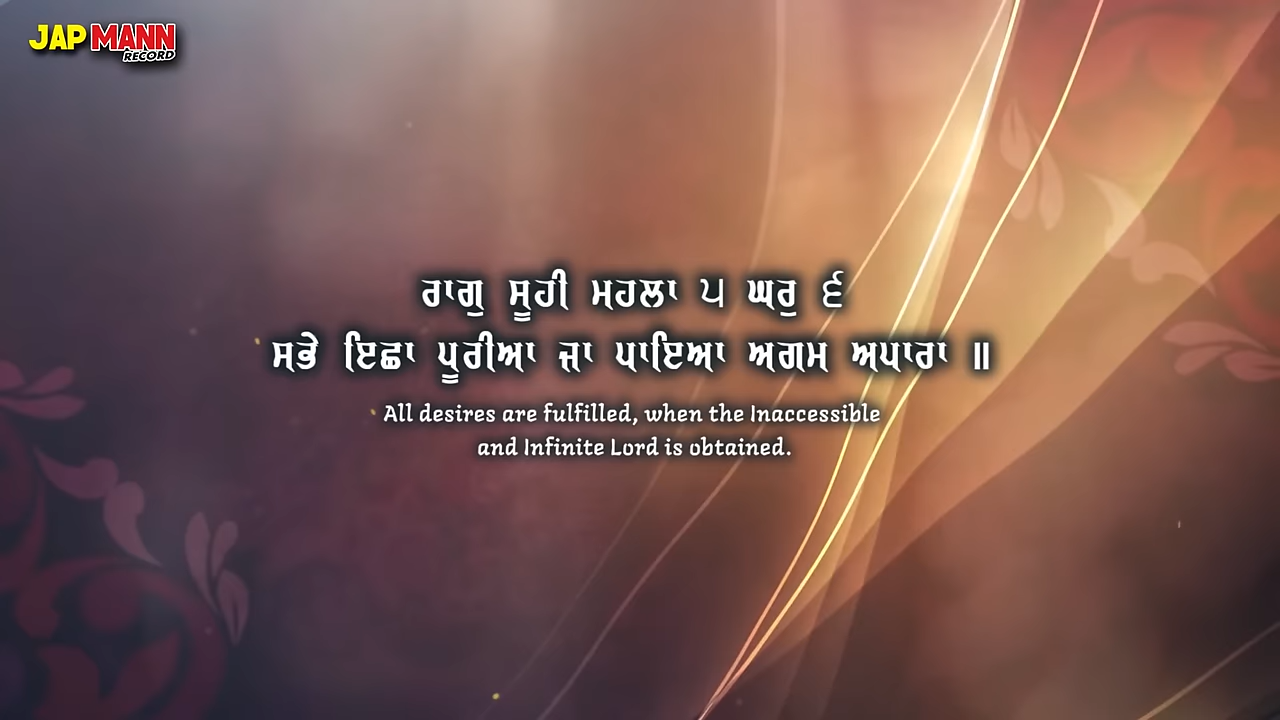 JAP MANN
RECORD
ਰਾਗੁ ਸੂਹੀ ਮਹਲਾ ੫ ਘਰੁ ੬
ਸਭੇ ਇਛਾ ਪੂਰੀਆ ਜਾ ਪਾਇਆ ਅਗਮ ਅਪਾਰਾ ॥
All desires are fulfilled, when the Inaccessible
and Infinite Lord is obtained.